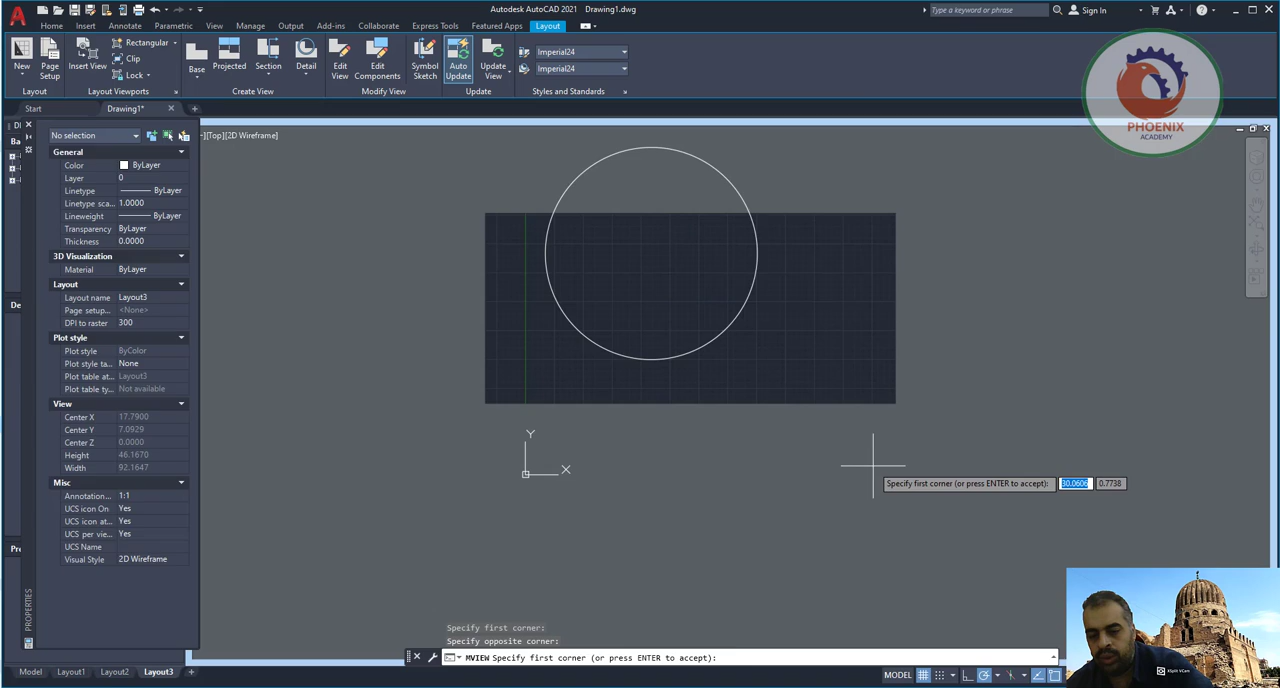 Autodesk AutoCAD 2021 Drawing1.dwg
Type a keyword or phrase
Sign In
Home
Insert
Annotate
Parametric
View
Manage
Output
Add-ins
Collaborate
Express Tools
Featured Apps
Layout
New
Page Setup
Layout
Insert View
Rectangular
Clip
Lock
Layout Viewports
Base
Projected
Section
Detail
Create View
Edit View
Edit Components
Modify View
Symbol Sketch
Auto Update
Update View
Update
Imperial24
Imperial24
Styles and Standards
PHOENIX
ACADEMY
Start
Drawing1*
No selection
-][Top][2D Wireframe]
General
Color ByLayer
Layer 0
Linetype ByLayer
Linetype sca... 1.0000
Lineweight ByLayer
Transparency ByLayer
Thickness 0.0000
3D Visualization
Material ByLayer
Layout
Layout name Layout3
Page setup... <None>
DPI to raster 300
Plot style
Plot style ByColor
Plot style ta... None
Plot table at... Layout3
Plot table ty... Not available
View
Center X 17.7900
Center Y 7.0929
Center Z 0.0000
Height 46.1670
Width 92.1647
Misc
Annotation... 1:1
UCS icon On Yes
UCS icon at... Yes
UCS per vie... Yes
UCS Name
Visual Style 2D Wireframe
PROPERTIES
Y
X
Specify first corner (or press ENTER to accept): 30.0606 0.7738
Specify first corner:
Specify opposite corner:
MVIEW Specify first corner (or press ENTER to accept):
Model
Layout1
Layout2
Layout3
MODEL
XSplit VCam